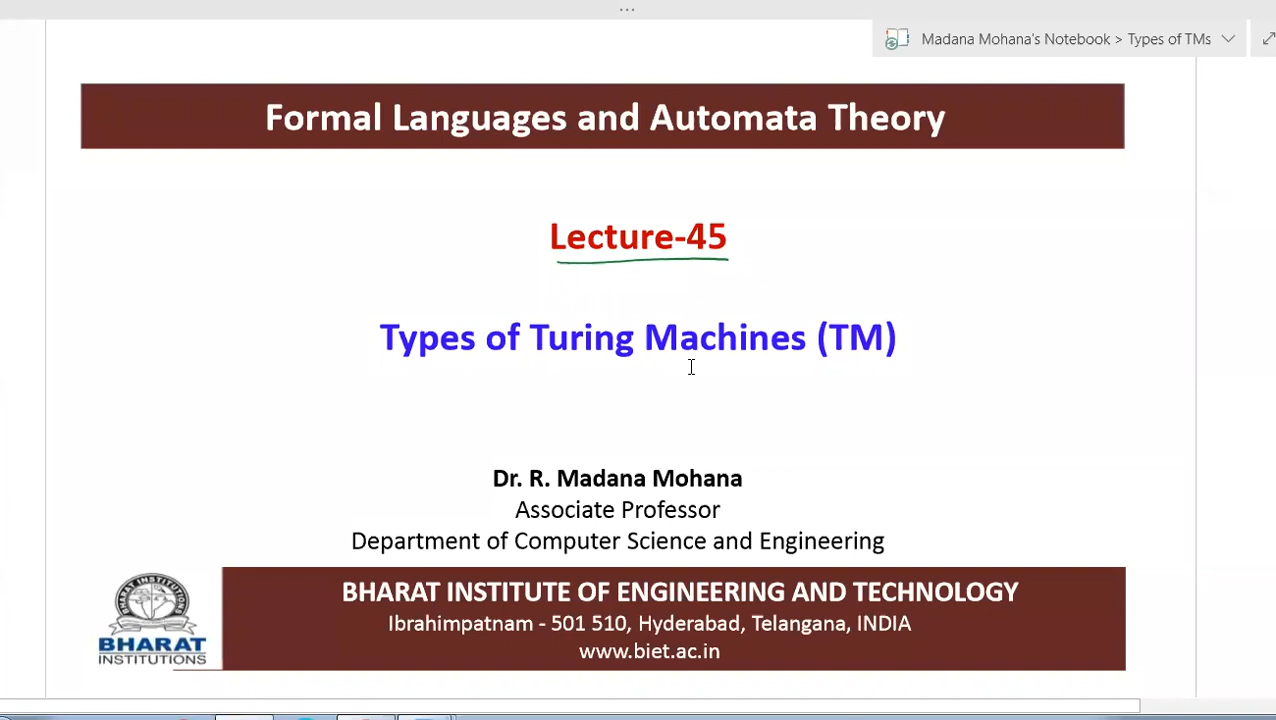 Madana Mohana's Notebook > Types of TMs
Formal Languages and Automata Theory
Lecture-45
Types of Turing Machines (TM)
Dr. R. Madana Mohana
Associate Professor
Department of Computer Science and Engineering
BHARAT INSTITUTE OF ENGINEERING AND TECHNOLOGY
Ibrahimpatnam - 501 510, Hyderabad, Telangana, INDIA
www.biet.ac.in
BHARAT INSTITUTIONS
BHARAT
INSTITUTIONS